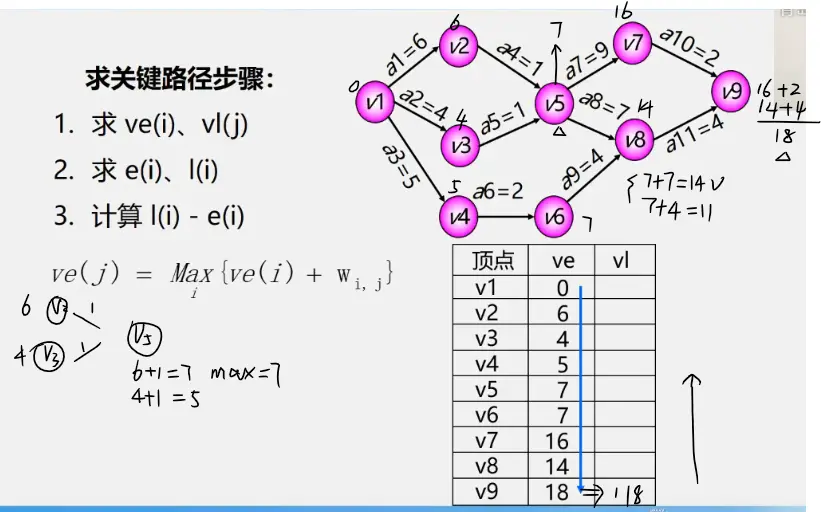 求关键路径步骤：
1. 求 ve(i)、vl(j)
2. 求 e(i)、l(i)
3. 计算 l(i) - e(i)
ve(j) = Max{ve(i) + w i, j}
i
6 V2 1
4 V3 1
V5
6+1=7 max=7
4+1=5
0 v1
6 v2
4 v3
5 v4
7 v5
v6 7
16 v7
v8 14
v9
a1=6
a2=4
a3=5
a4=1
a5=1
a6=2
a7=9
a8=7
a9=4
a10=2
a11=4
16+2
14+4
18
7+7=14 ✓
7+4=11
顶点 ve vl
v1 0
v2 6
v3 4
v4 5
v5 7
v6 7
v7 16
v8 14
v9 18 ⇒ 18